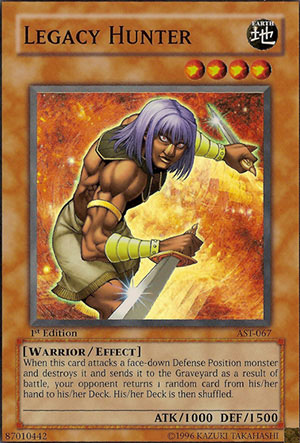 LEGACY HUNTER
EARTH
地
1st Edition
AST-067
[WARRIOR/EFFECT]
When this card attacks a face-down Defense Position monster
and destroys it and sends it to the Graveyard as a result of
battle, your opponent returns 1 random card from his/her
hand to his/her Deck. His/her Deck is then shuffled.
ATK/1000 DEF/1500
87010442
©1996 KAZUKI TAKAHASHI